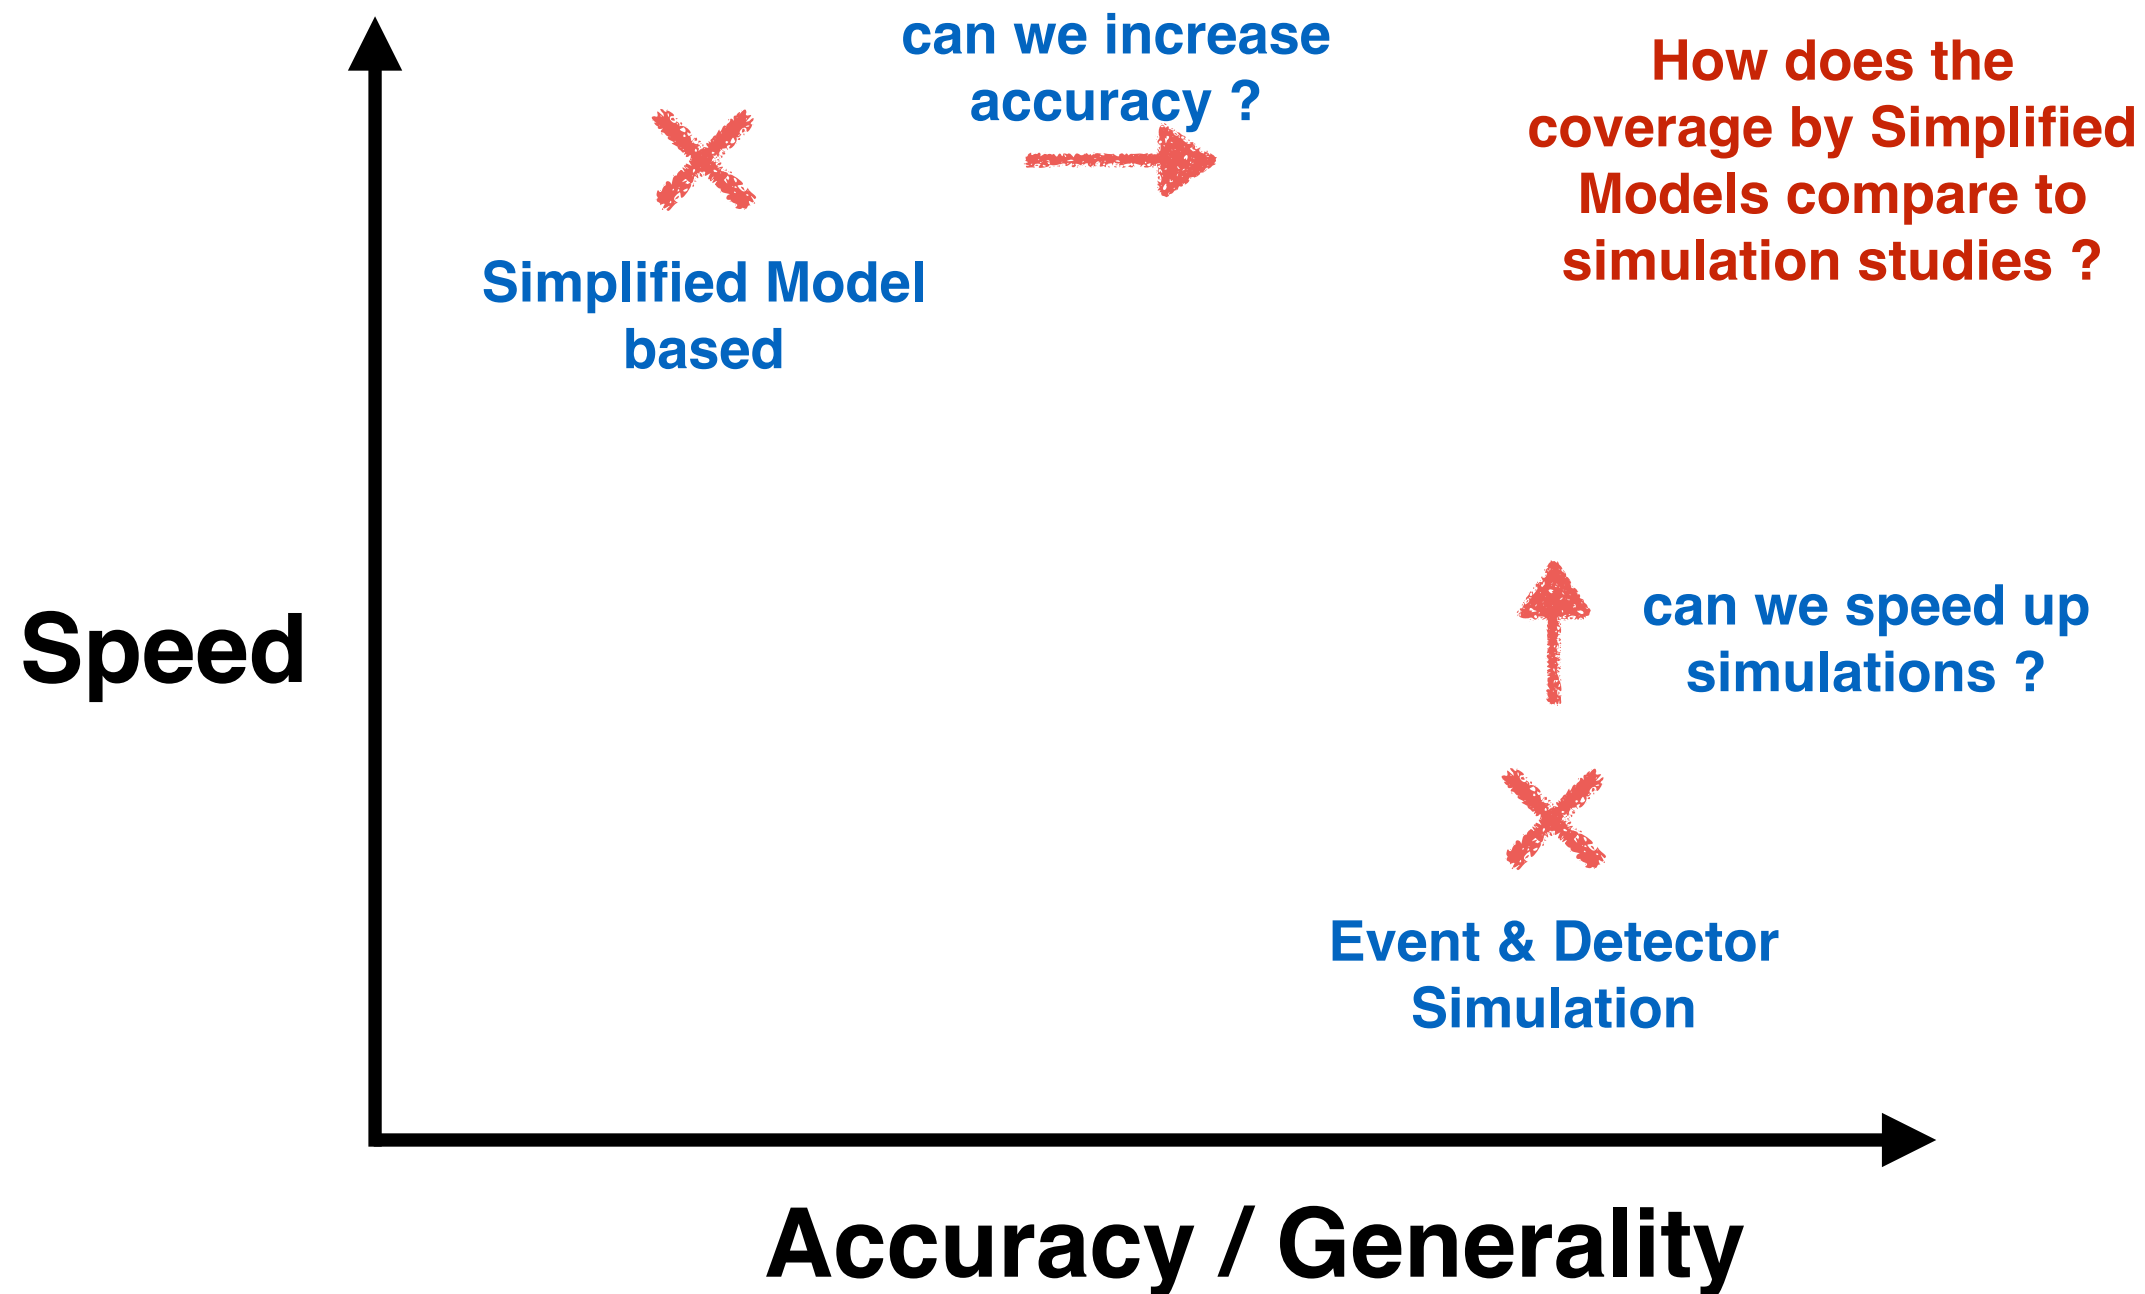 can we increase
accuracy ?
How does the
coverage by Simplified
Models compare to
simulation studies ?
Simplified Model
based
Speed
can we speed up
simulations ?
Event & Detector
Simulation
Accuracy / Generality